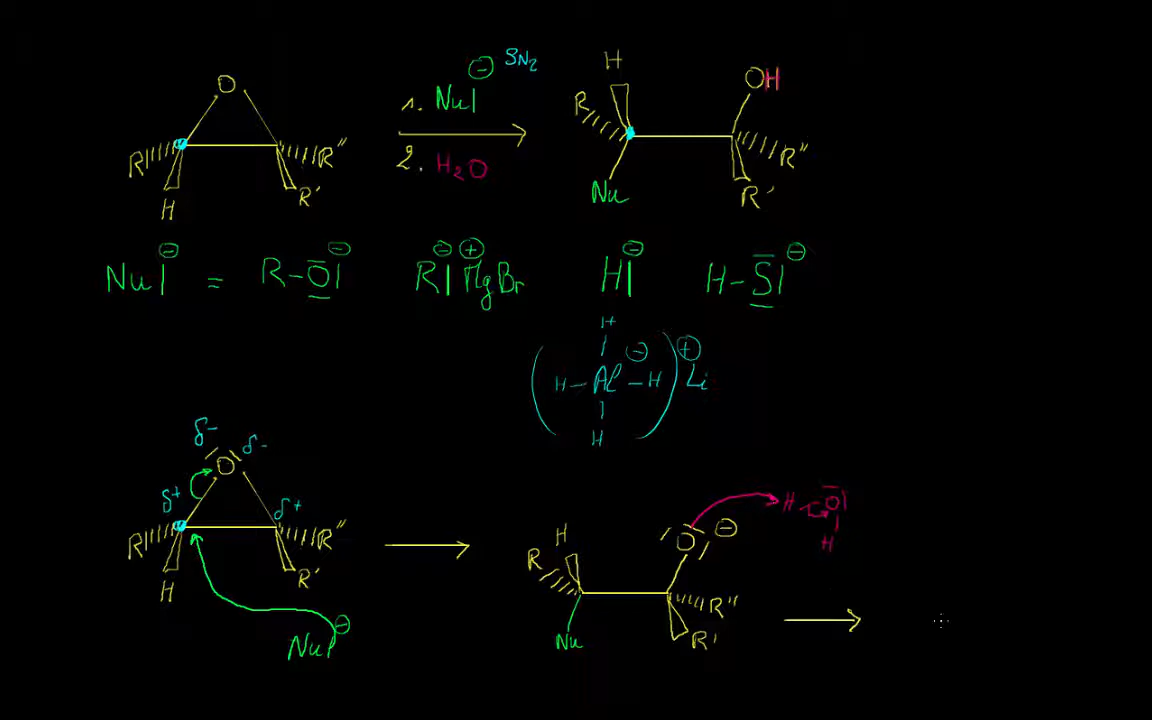 O
R
H
R''
R'
1. Nu| ⊖ SN2
2. H2O
H
R
Nu
OH
R''
R'
Nu| ⊖ = R-O| ⊖ R| ⊖ ⊕ MgBr H| ⊖ H-S| ⊖
H
( H-Al ⊖ -H ) ⊕ Li
H
δ- δ-
O
δ+ δ+
R
H
R''
R'
Nu| ⊖
H
R
Nu
O ⊖
R''
R'
H O|
H